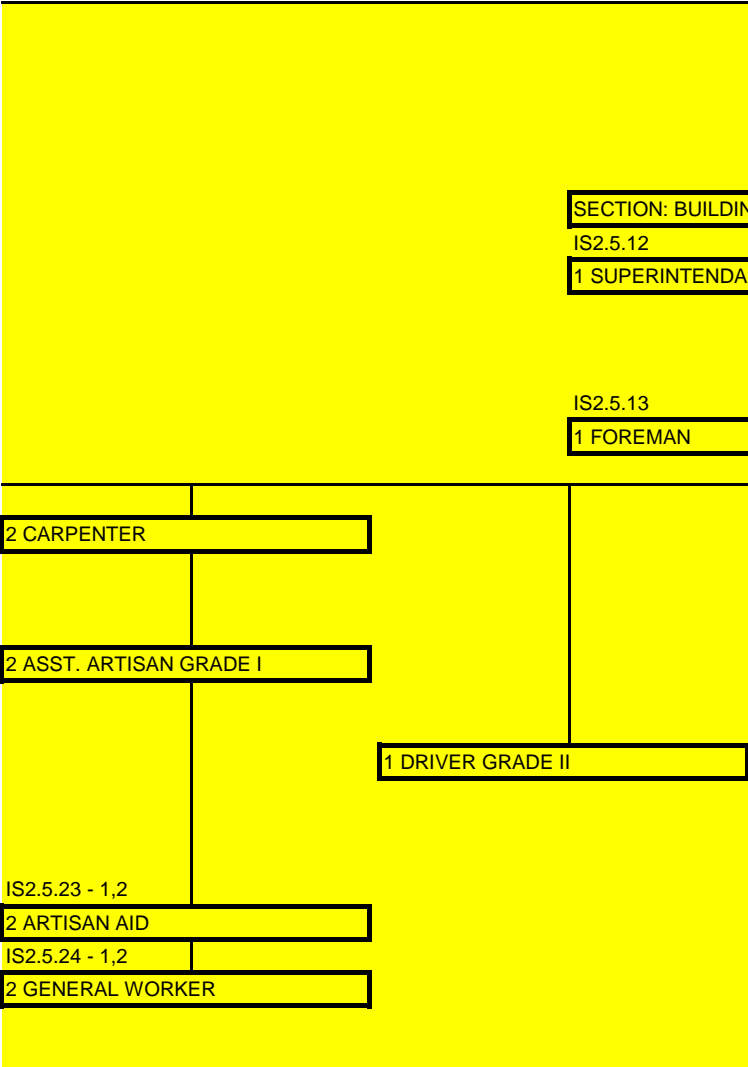 SECTION: BUILDIN
IS2.5.12
1 SUPERINTENDA
IS2.5.13
1 FOREMAN
2 CARPENTER
2 ASST. ARTISAN GRADE I
1 DRIVER GRADE II
IS2.5.23 - 1,2
2 ARTISAN AID
IS2.5.24 - 1,2
2 GENERAL WORKER